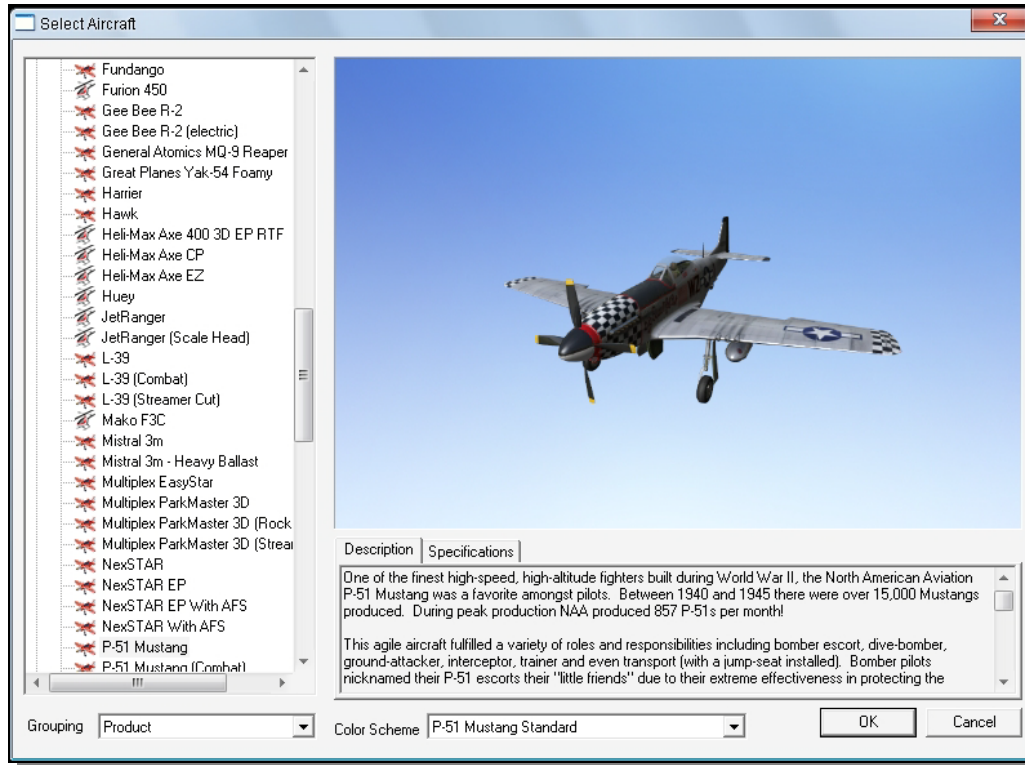 Select Aircraft
Fundango
Furion 450
Gee Bee R-2
Gee Bee R-2 (electric)
General Atomics MQ-9 Reaper
Great Planes Yak-54 Foamy
Harrier
Hawk
Heli-Max Axe 400 3D EP RTF
Heli-Max Axe CP
Heli-Max Axe EZ
Huey
JetRanger
JetRanger (Scale Head)
L-39
L-39 (Combat)
L-39 (Streamer Cut)
Mako F3C
Mistral 3m
Mistral 3m - Heavy Ballast
Multiplex EasyStar
Multiplex ParkMaster 3D
Multiplex ParkMaster 3D (Rock
Multiplex ParkMaster 3D (Strear
NexSTAR
NexSTAR EP
NexSTAR EP With AFS
NexSTAR With AFS
P-51 Mustang
P-51 Mustang (Combat)
Description Specifications
One of the finest high-speed, high-altitude fighters built during World War II, the North American Aviation
P-51 Mustang was a favorite amongst pilots. Between 1940 and 1945 there were over 15,000 Mustangs
produced. During peak production NAA produced 857 P-51s per month!
This agile aircraft fulfilled a variety of roles and responsibilities including bomber escort, dive-bomber,
ground-attacker, interceptor, trainer and even transport (with a jump-seat installed). Bomber pilots
nicknamed their P-51 escorts their "little friends" due to their extreme effectiveness in protecting the
Grouping Product
Color Scheme P-51 Mustang Standard
OK Cancel